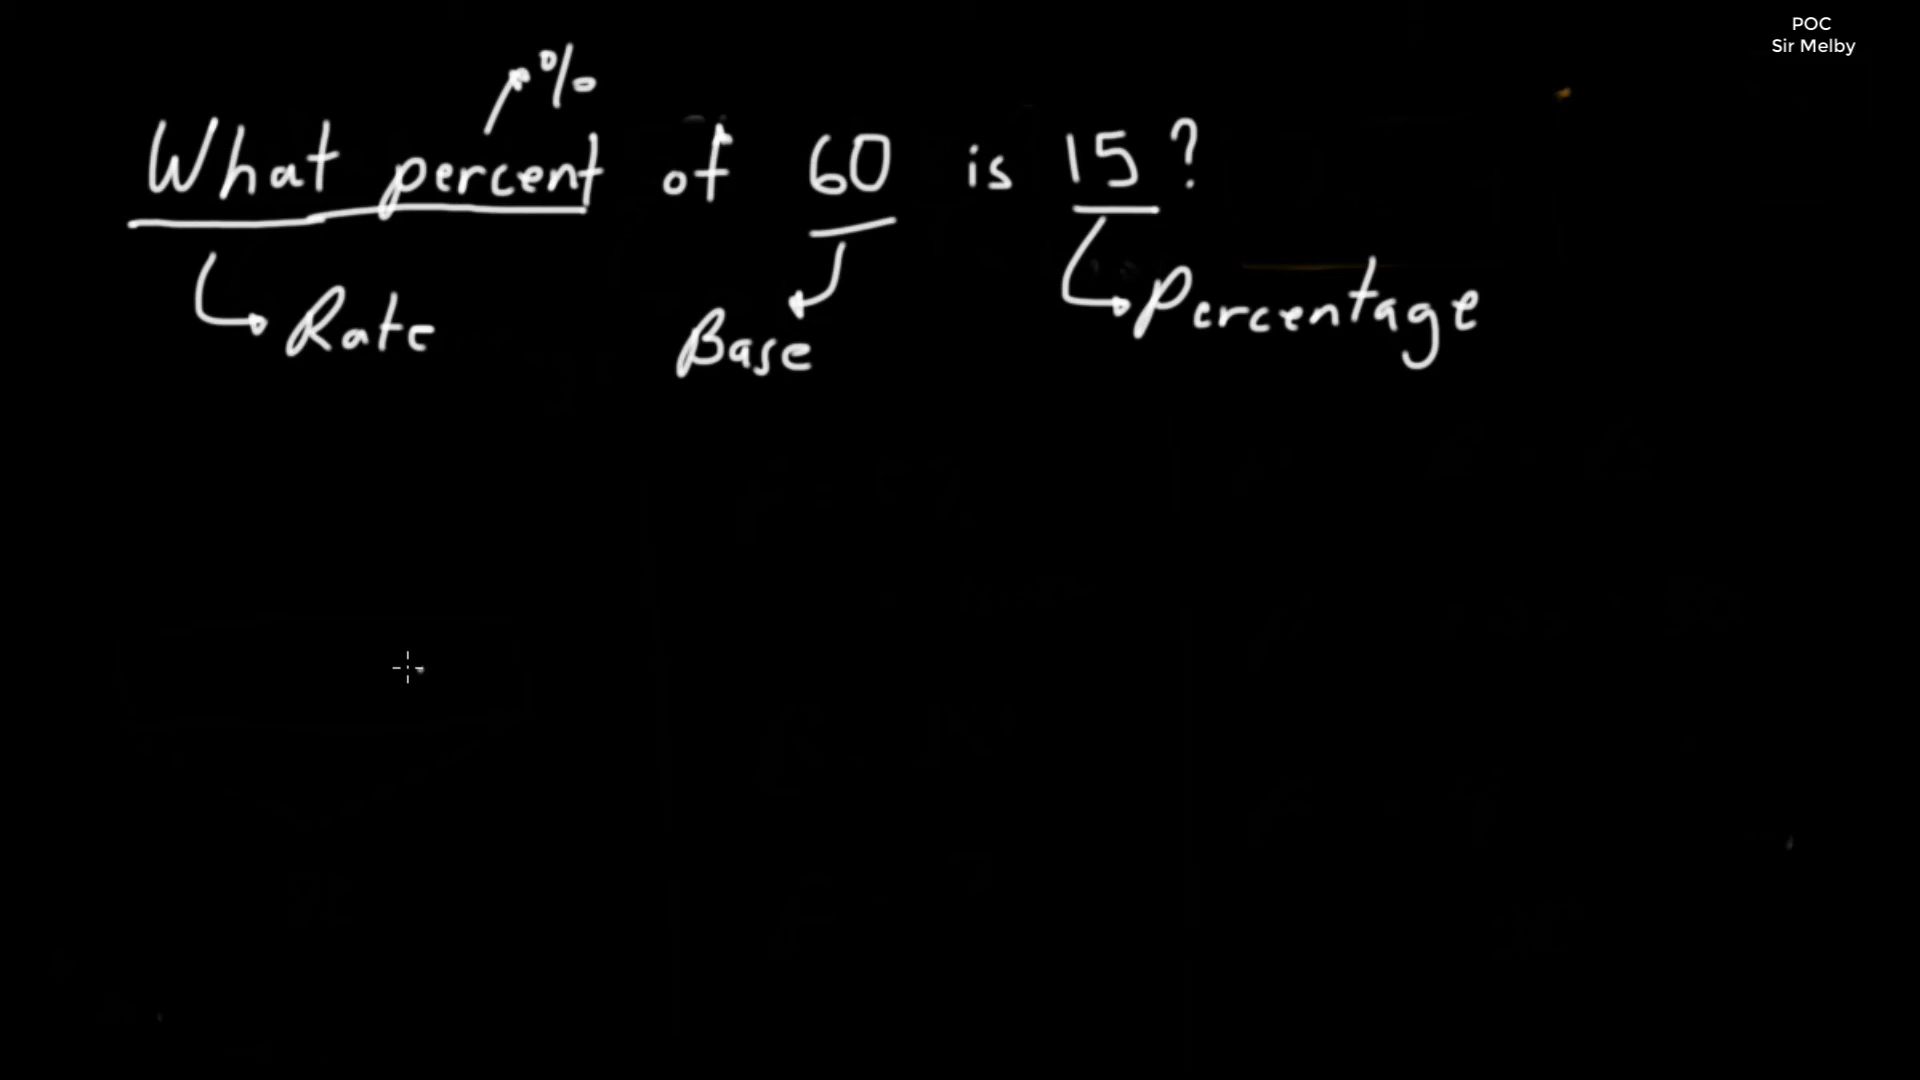 POC
Sir Melby
%
What percent of 60 is 15?
Rate Base Percentage